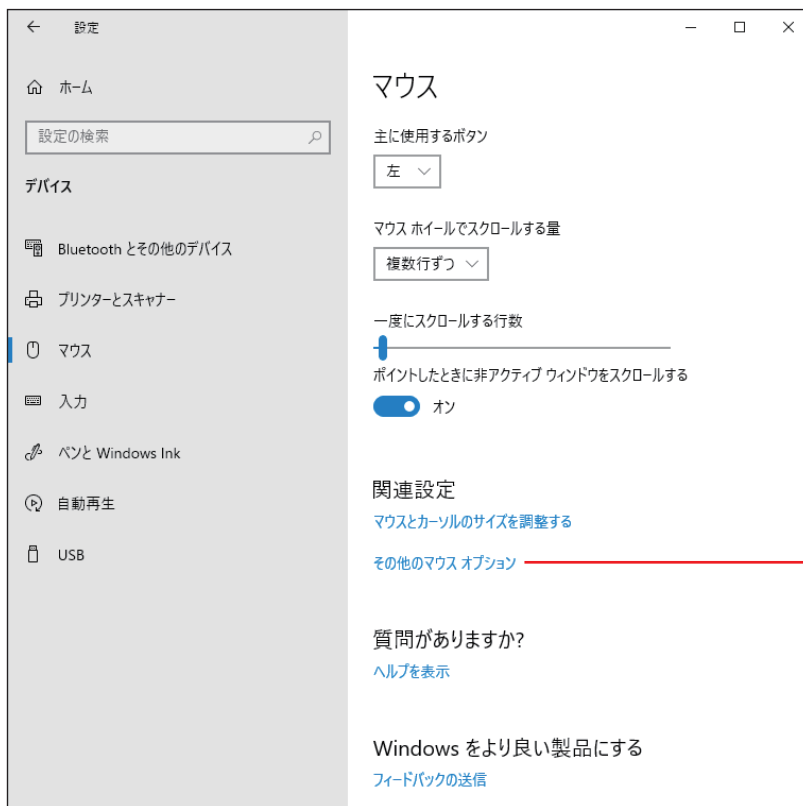 設定
ホーム
設定の検索
デバイス
Bluetooth とその他のデバイス
プリンターとスキャナー
マウス
入力
ペンと Windows Ink
自動再生
USB
マウス
主に使用するボタン
左
マウス ホイールでスクロールする量
複数行ずつ
一度にスクロールする行数
ポイントしたときに非アクティブ ウィンドウをスクロールする
オン
関連設定
マウスとカーソルのサイズを調整する
その他のマウス オプション
質問がありますか?
ヘルプを表示
Windows をより良い製品にする
フィードバックの送信